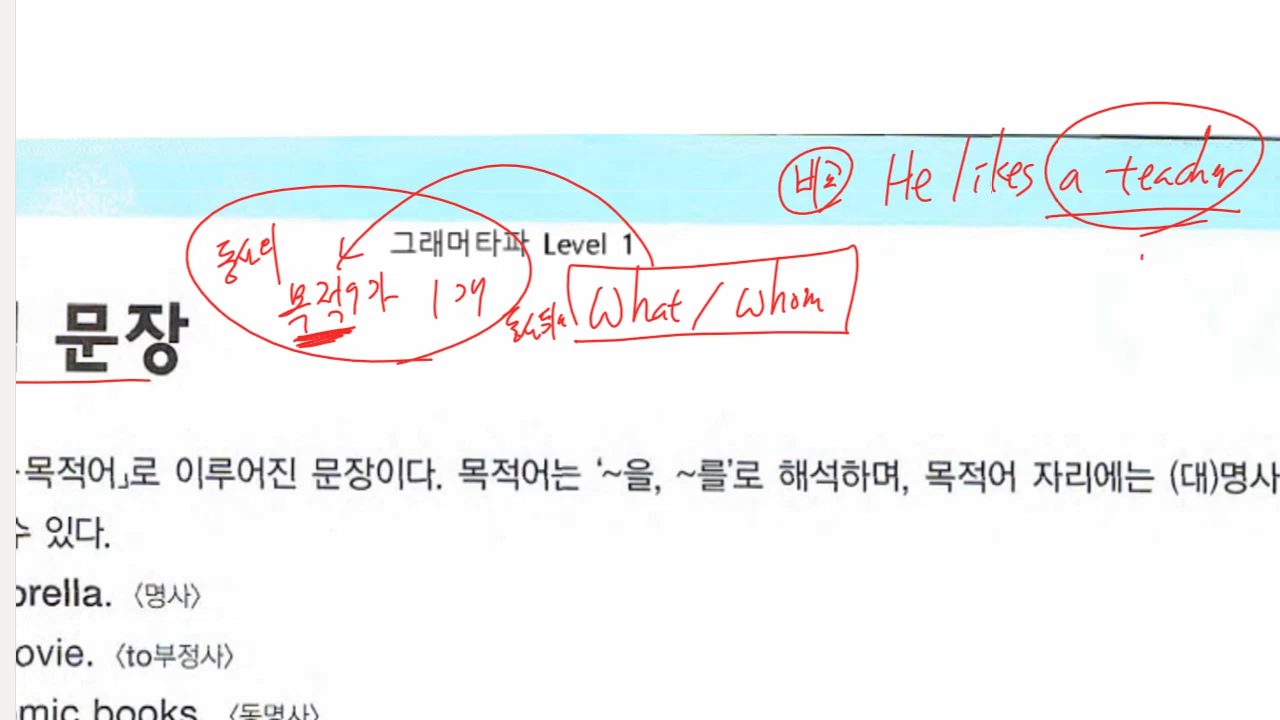 비교 He likes a teacher
그래머타파 Level 1
동사의
목적어가 1개
What / whom
문장
목적어」로 이루어진 문장이다. 목적어는 '~을, ~를'로 해석하며, 목적어 자리에는 (대)명사
수 있다.
brella. 〈명사〉
ovie. 〈to부정사〉
omic books. 〈동명사〉